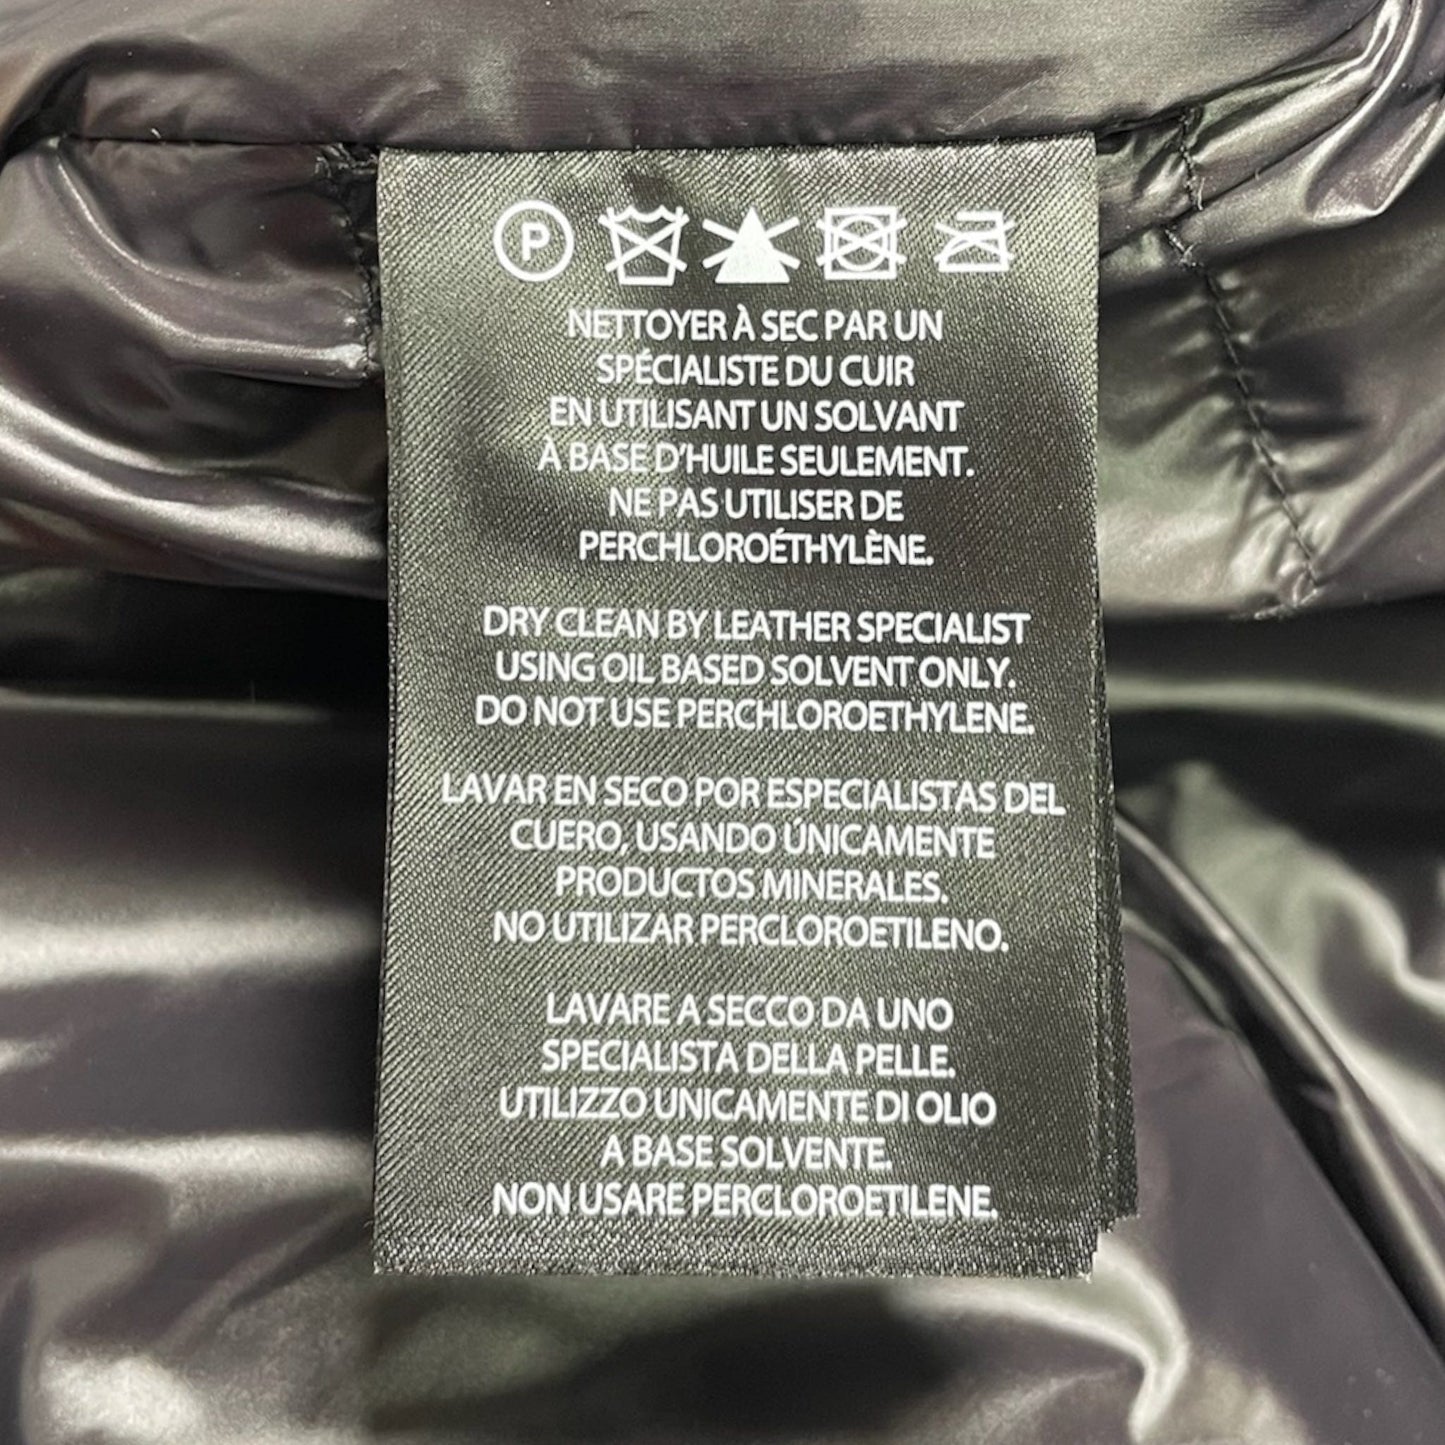 P
NETTOYER À SEC PAR UN
SPÉCIALISTE DU CUIR
EN UTILISANT UN SOLVANT
À BASE D'HUILE SEULEMENT.
NE PAS UTILISER DE
PERCHLOROÉTHYLÈNE.
DRY CLEAN BY LEATHER SPECIALIST
USING OIL BASED SOLVENT ONLY.
DO NOT USE PERCHLOROETHYLENE.
LAVAR EN SECO POR ESPECIALISTAS DEL
CUERO, USANDO ÚNICAMENTE
PRODUCTOS MINERALES.
NO UTILIZAR PERCLOROETILENO.
LAVARE A SECCO DA UNO
SPECIALISTA DELLA PELLE.
UTILIZZO UNICAMENTE DI OLIO
A BASE SOLVENTE.
NON USARE PERCLOROETILENE.